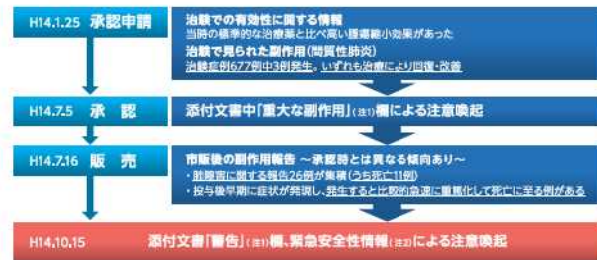 H14.1.25 承認申請
治験での有効性に関する情報
当時の標準的な治療薬と比べ高い腫瘍縮小効果があった
治験で見られた副作用(間質性肺炎)
治験症例677例中3例発生。いずれも治療により回復・改善
H14.7.5 承 認
添付文書中「重大な副作用」(注1)欄による注意喚起
H14.7.16 販 売
市販後の副作用報告 ～承認時とは異なる傾向あり～
・肺障害に関する報告26例が集積(うち死亡11例)
・投与後早期に症状が発現し、発生すると比較的急速に重篤化して死亡に至る例がある
H14.10.15 添付文書「警告」(注1)欄、緊急安全性情報(注2)による注意喚起